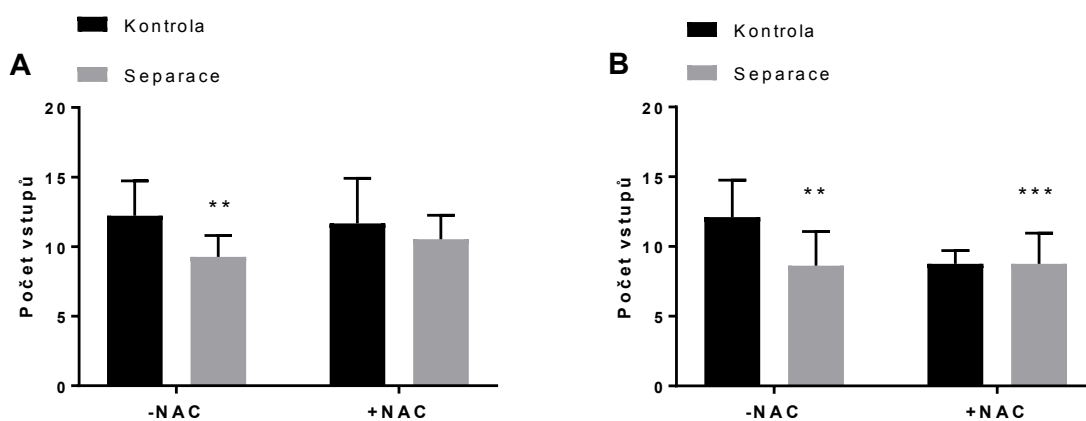 A
Kontrola
Separace
Počet vstupů
20
15
10
5
0
**
-NAC
+NAC
B
Kontrola
Separace
Počet vstupů
20
15
10
5
0
**
***
-NAC
+NAC